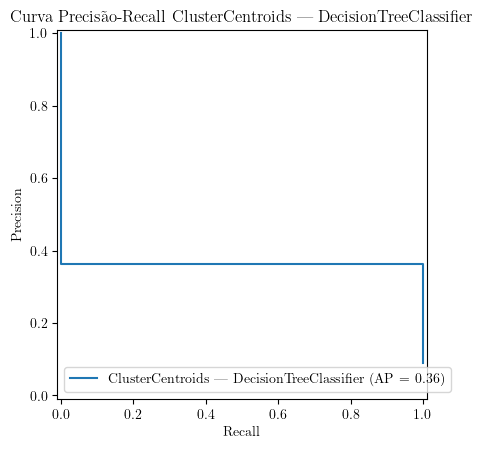 Curva Precisão-Recall ClusterCentroids — DecisionTreeClassifier
1.0
0.8
0.6
0.4
0.2
0.0
Precision
ClusterCentroids — DecisionTreeClassifier (AP = 0.36)
0.0 0.2 0.4 0.6 0.8 1.0
Recall